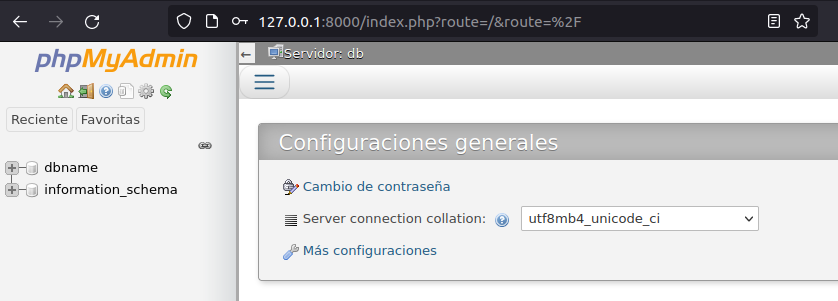 127.0.0.1:8000/index.php?route=/&route=%2F
phpMyAdmin
Reciente Favoritas
dbname
information_schema
Servidor: db
Configuraciones generales
Cambio de contraseña
Server connection collation: utf8mb4_unicode_ci
Más configuraciones